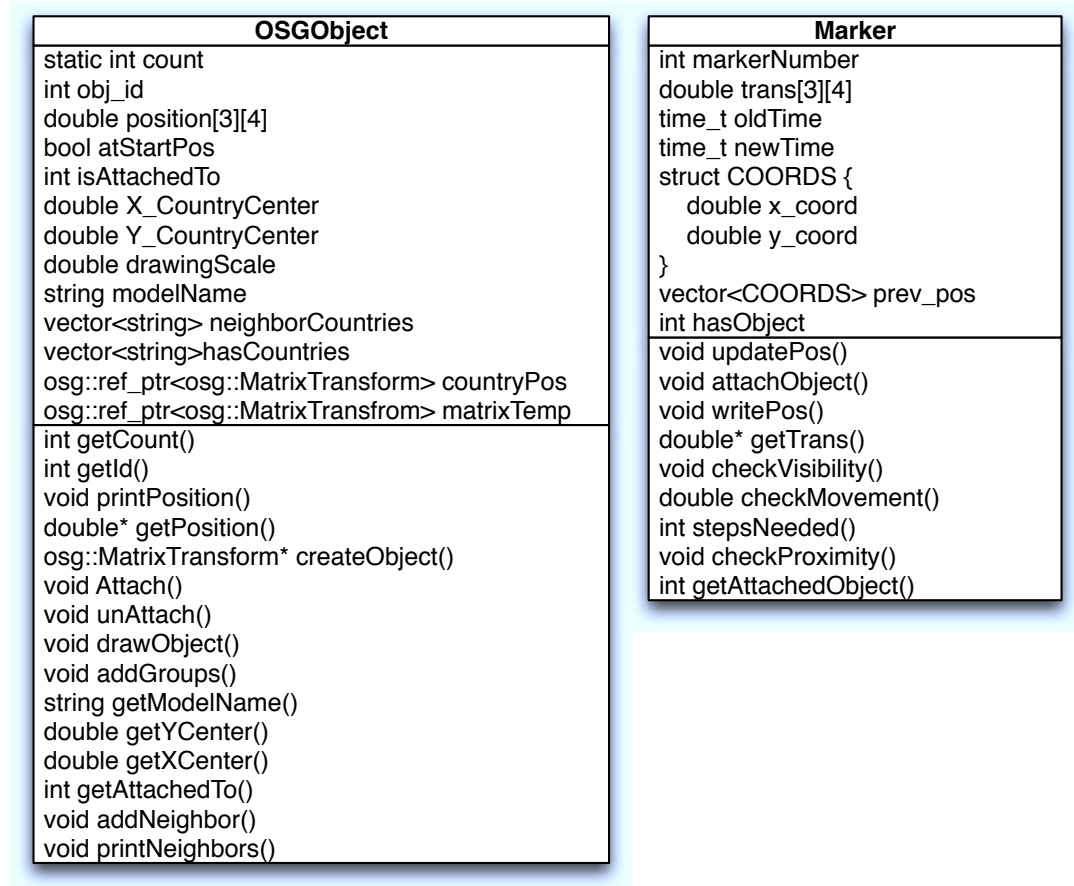 OSGObject
static int count
int obj_id
double position[3][4]
bool atStartPos
int isAttachedTo
double X_CountryCenter
double Y_CountryCenter
double drawingScale
string modelName
vector<string> neighborCountries
vector<string>hasCountries
osg::ref_ptr<osg::MatrixTransform> countryPos
osg::ref_ptr<osg::MatrixTransfrom> matrixTemp
int getCount()
int getId()
void printPosition()
double* getPosition()
osg::MatrixTransform* createObject()
void Attach()
void unAttach()
void drawObject()
void addGroups()
string getModelName()
double getYCenter()
double getXCenter()
int getAttachedTo()
void addNeighbor()
void printNeighbors()
Marker
int markerNumber
double trans[3][4]
time_t oldTime
time_t newTime
struct COORDS {
double x_coord
double y_coord
}
vector<COORDS> prev_pos
int hasObject
void updatePos()
void attachObject()
void writePos()
double* getTrans()
void checkVisibility()
double checkMovement()
int stepsNeeded()
void checkProximity()
int getAttachedObject()